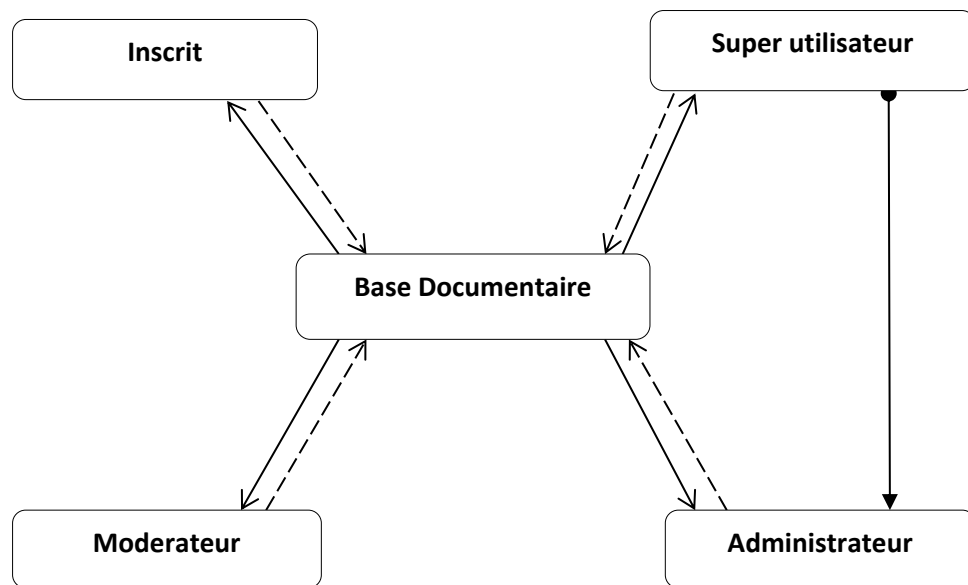 Inscrit
Super utilisateur
Base Documentaire
Moderateur
Administrateur